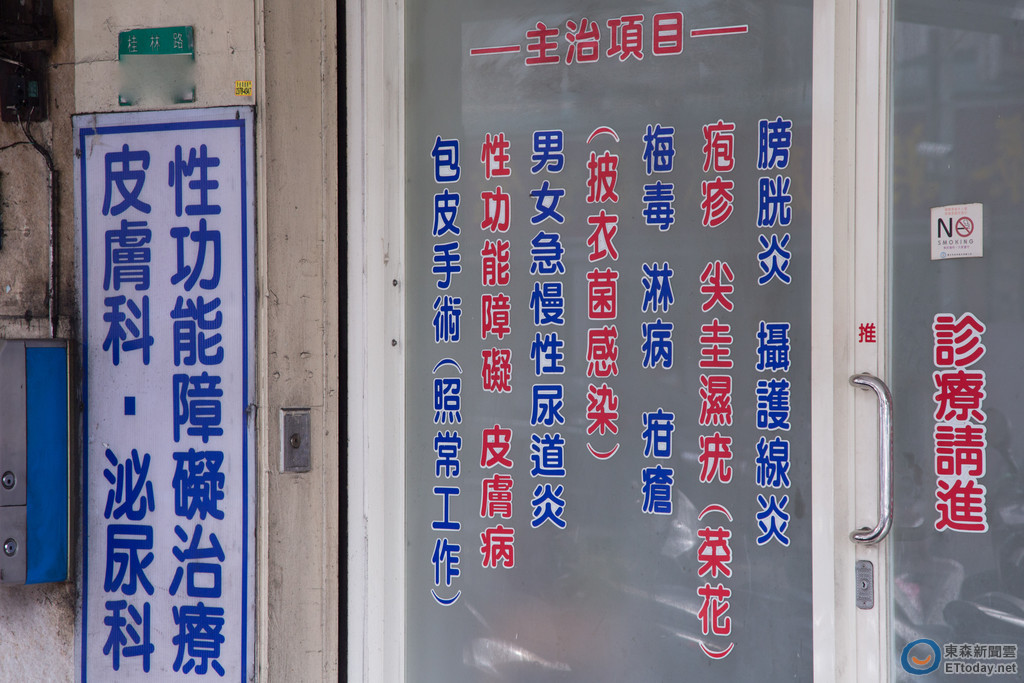 桂林路
性功能障礙治療
皮膚科・泌尿科
主治項目
膀胱炎 攝護線炎
疱疹 尖圭濕疣(菜花)
梅毒 淋病 疳瘡
(披衣菌感染)
男女急慢性尿道炎
性功能障礙 皮膚病
包皮手術(照常工作)
推
NO
SMOKING
診療請進
東森新聞雲
ETtoday.net